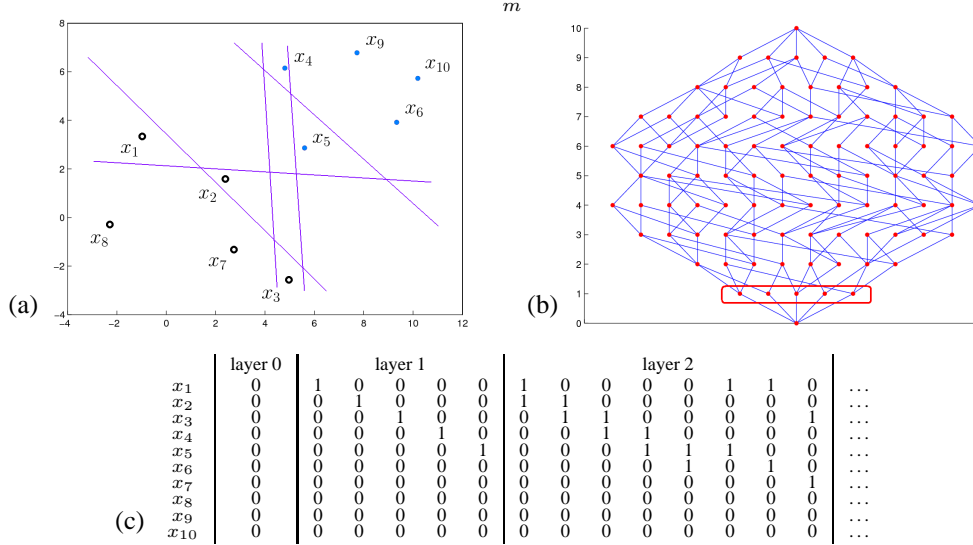 m
8
6
4
2
0
−2
−4
−4 −2 0 2 4 6 8 10 12
x1
x2
x3
x4
x5
x6
x7
x8
x9
x10
(a)
10
9
8
7
6
5
4
3
2
1
0
(b)
layer 0 layer 1 layer 2
x1 0 1 0 0 0 0 1 0 0 0 0 1 1 0 ...
x2 0 0 1 0 0 0 1 1 0 0 0 0 0 0 ...
x3 0 0 0 1 0 0 0 1 1 0 0 0 0 1 ...
x4 0 0 0 0 1 0 0 0 1 1 0 0 0 0 ...
x5 0 0 0 0 0 1 0 0 0 1 1 1 0 0 ...
x6 0 0 0 0 0 0 0 0 0 0 1 0 1 0 ...
x7 0 0 0 0 0 0 0 0 0 0 0 0 0 1 ...
x8 0 0 0 0 0 0 0 0 0 0 0 0 0 0 ...
x9 0 0 0 0 0 0 0 0 0 0 0 0 0 0 ...
x10 0 0 0 0 0 0 0 0 0 0 0 0 0 0 ...
(c)